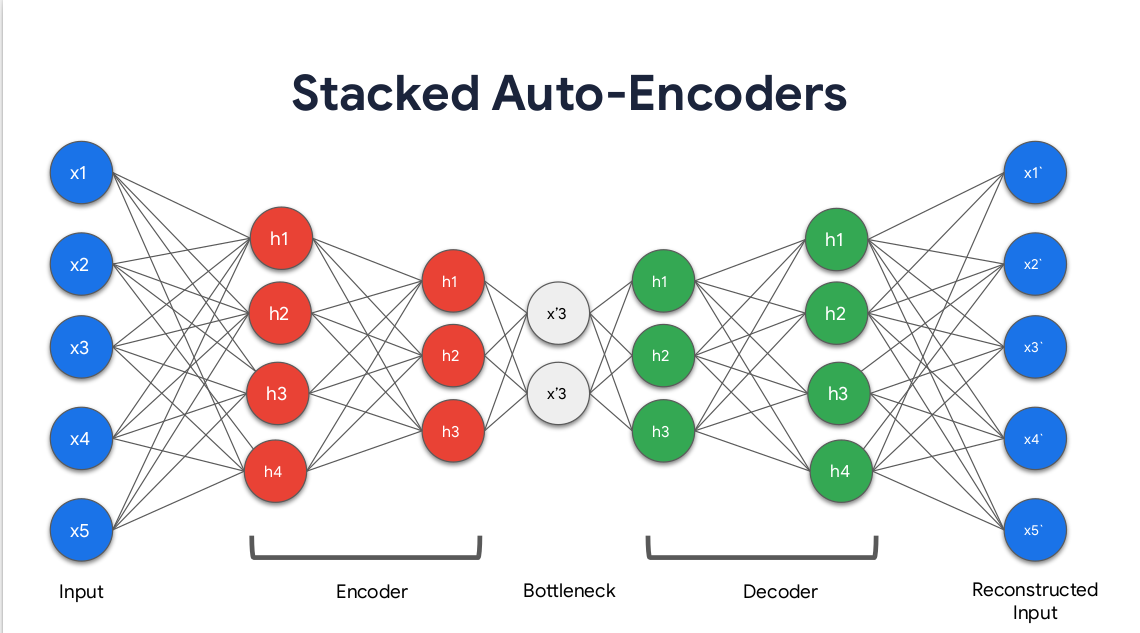 Stacked Auto-Encoders
x1
x2
x3
x4
x5
h1
h2
h3
h4
h1
h2
h3
x'3
x'3
h1
h2
h3
h1
h2
h3
h4
x1`
x2`
x3`
x4`
x5`
Input
Encoder
Bottleneck
Decoder
Reconstructed
Input